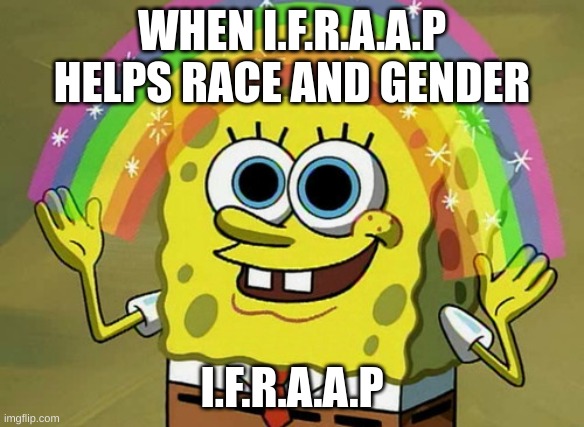 WHEN I.F.R.A.A.P
HELPS RACE AND GENDER
I.F.R.A.A.P
imgflip.com